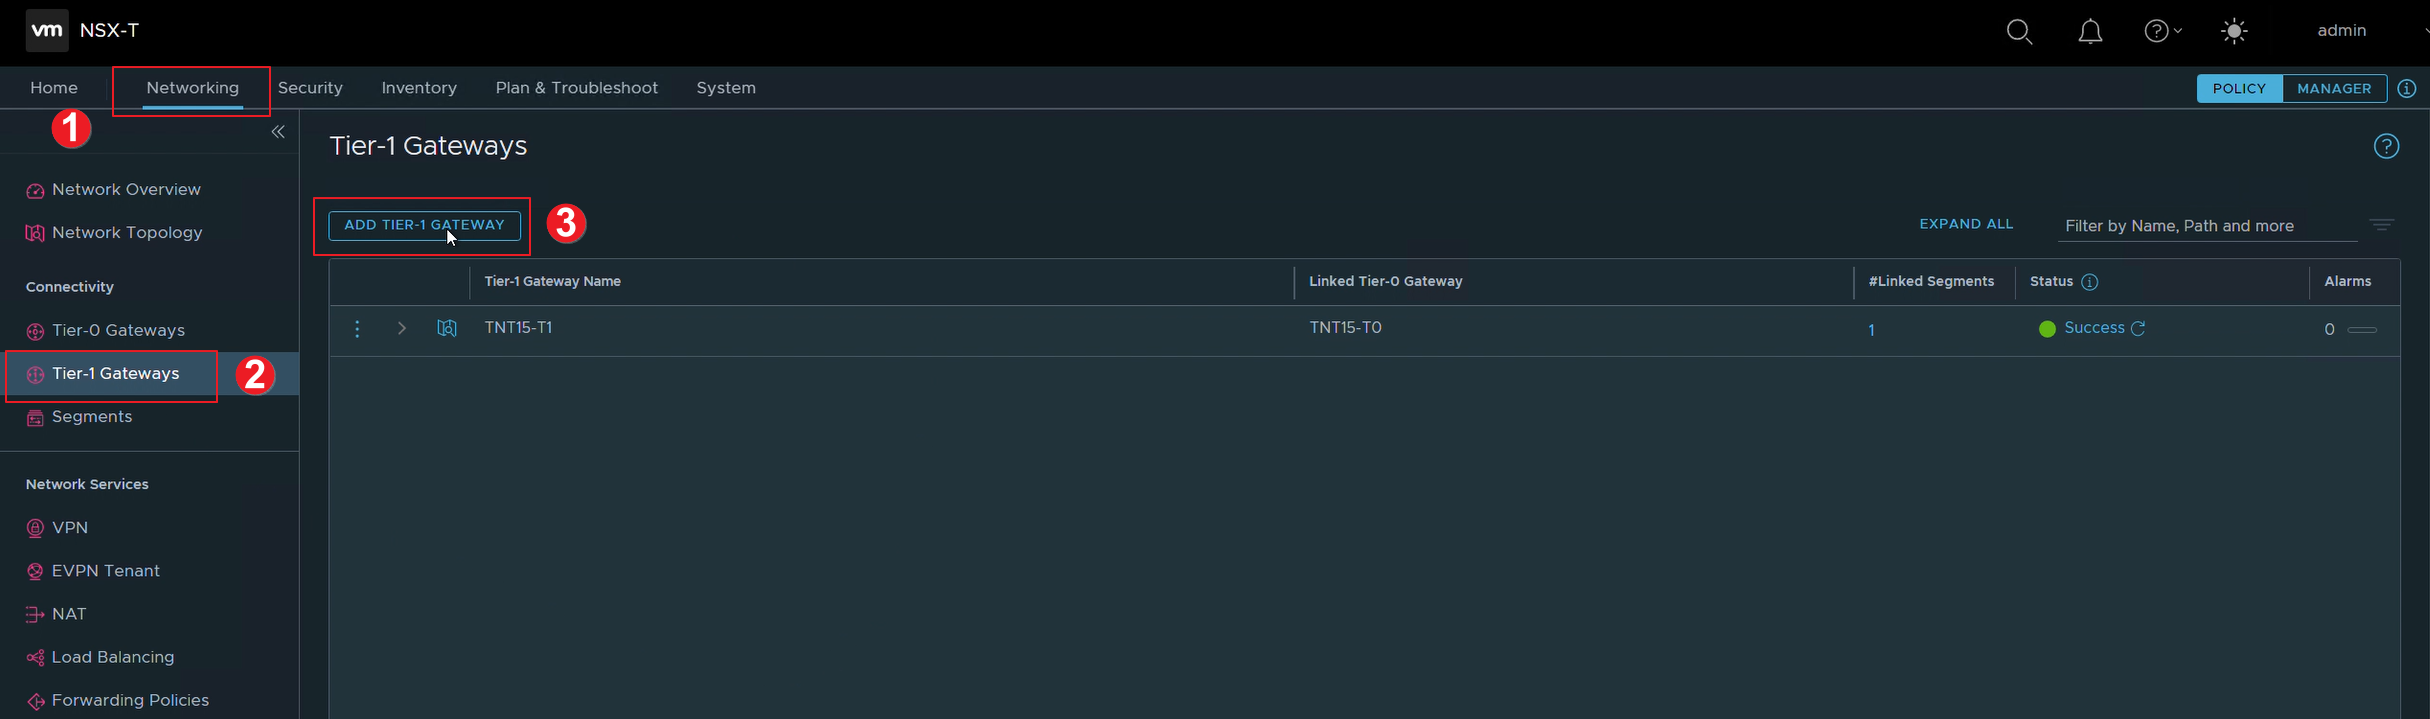 vm NSX-T
admin
Home Networking Security Inventory Plan & Troubleshoot System
POLICY MANAGER
1
Network Overview
Network Topology
Connectivity
Tier-0 Gateways
Tier-1 Gateways
2
Segments
Network Services
VPN
EVPN Tenant
NAT
Load Balancing
Forwarding Policies
Tier-1 Gateways
ADD TIER-1 GATEWAY
3
EXPAND ALL
Filter by Name, Path and more
Tier-1 Gateway Name Linked Tier-0 Gateway #Linked Segments Status Alarms
TNT15-T1 TNT15-T0 1 Success 0